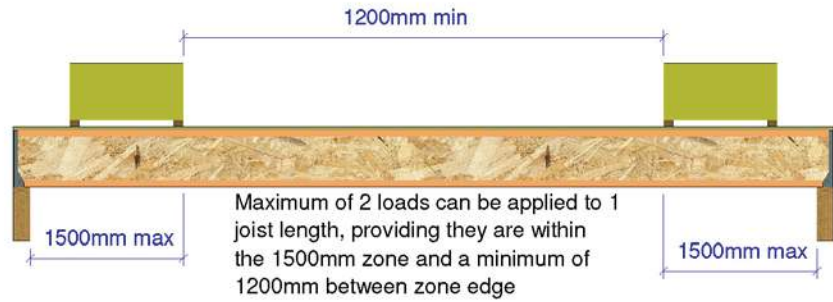 1200mm min
1500mm max
Maximum of 2 loads can be applied to 1
joist length, providing they are within
the 1500mm zone and a minimum of
1200mm between zone edge
1500mm max